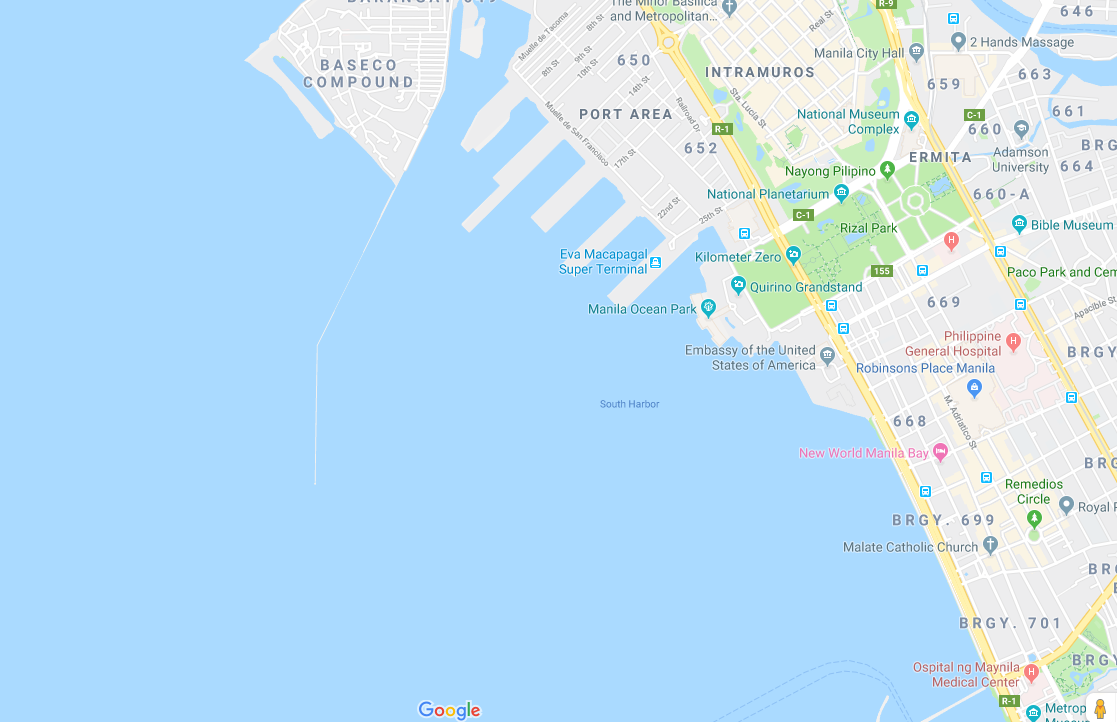 BARANGAY 649
The Minor Basilica
and Metropolitan...
R-9
646
Muelle de Tacoma
8th St
Real St
2 Hands Massage
Manila City Hall
9th St
650
BASECO
COMPOUND
8th St
10th St
INTRAMUROS
663
659
14th St
Sta. Lucia St
PORT AREA
Railroad Dr
National Museum
Complex
C-1
661
R-1
660
Muelle de San Francisco
652
ERMITA
Adamson
University
BRG
664
17th St
Nayong Pilipino
National Planetarium
660-A
22nd St
25th St
C-1
Rizal Park
Bible Museum
Eva Macapagal
Super Terminal
Kilometer Zero
155
Paco Park and Cem
Quirino Grandstand
669
Manila Ocean Park
Apacible St
Philippine
General Hospital
Embassy of the United
States of America
BRGY
Robinsons Place Manila
South Harbor
M. Adriatico St
668
New World Manila Bay
BRG
Remedios
Circle
Royal P
BRGY. 699
Malate Catholic Church
BRG
BRGY. 701
Ospital ng Maynila
Medical Center
BRGY
R-1
Metrop
Google